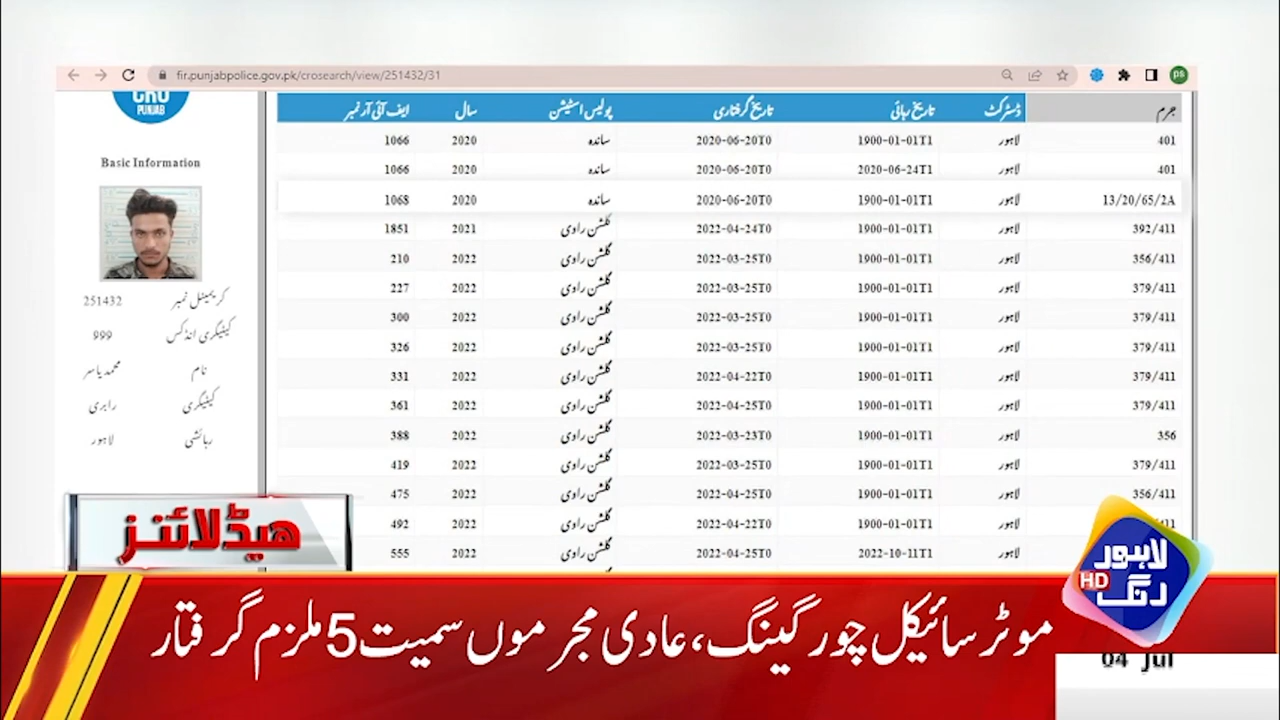 fir.punjabpolice.gov.pk/crosearch/view/251432/31
ps
CRO
PUNJAB
Basic Information
کریمینل نمبر 251432
کیٹیگری انڈکس 999
نام محمد یاسر
کیٹیگری رابری
رہائشی لاہور
جرم ڈسٹرکٹ تاریخ رہائی تاریخ گرفتاری پولیس اسٹیشن سال ایف آئی آر نمبر
401 لاہور 1900-01-01T1 2020-06-20T0 ساندہ 2020 1066
401 لاہور 2020-06-24T1 2020-06-20T0 ساندہ 2020 1066
13/20/65/2A لاہور 1900-01-01T1 2020-06-20T0 ساندہ 2020 1068
392/411 لاہور 1900-01-01T1 2022-04-24T0 گلشن راوی 2021 1851
356/411 لاہور 1900-01-01T1 2022-03-25T0 گلشن راوی 2022 210
379/411 لاہور 1900-01-01T1 2022-03-25T0 گلشن راوی 2022 227
379/411 لاہور 1900-01-01T1 2022-03-25T0 گلشن راوی 2022 300
379/411 لاہور 1900-01-01T1 2022-03-25T0 گلشن راوی 2022 326
379/411 لاہور 1900-01-01T1 2022-04-22T0 گلشن راوی 2022 331
379/411 لاہور 1900-01-01T1 2022-04-25T0 گلشن راوی 2022 361
356 لاہور 1900-01-01T1 2022-03-23T0 گلشن راوی 2022 388
379/411 لاہور 1900-01-01T1 2022-03-25T0 گلشن راوی 2022 419
356/411 لاہور 1900-01-01T1 2022-04-25T0 گلشن راوی 2022 475
لاہور 1900-01-01T1 2022-04-22T0 گلشن راوی 2022 492
لاہور 2022-10-11T1 2022-04-25T0 گلشن راوی 2022 555
ہیڈلائنز
لاہور
رنگ
HD
موٹر سائیکل چور گینگ، عادی مجرموں سمیت 5 ملزم گرفتار
04 Jul